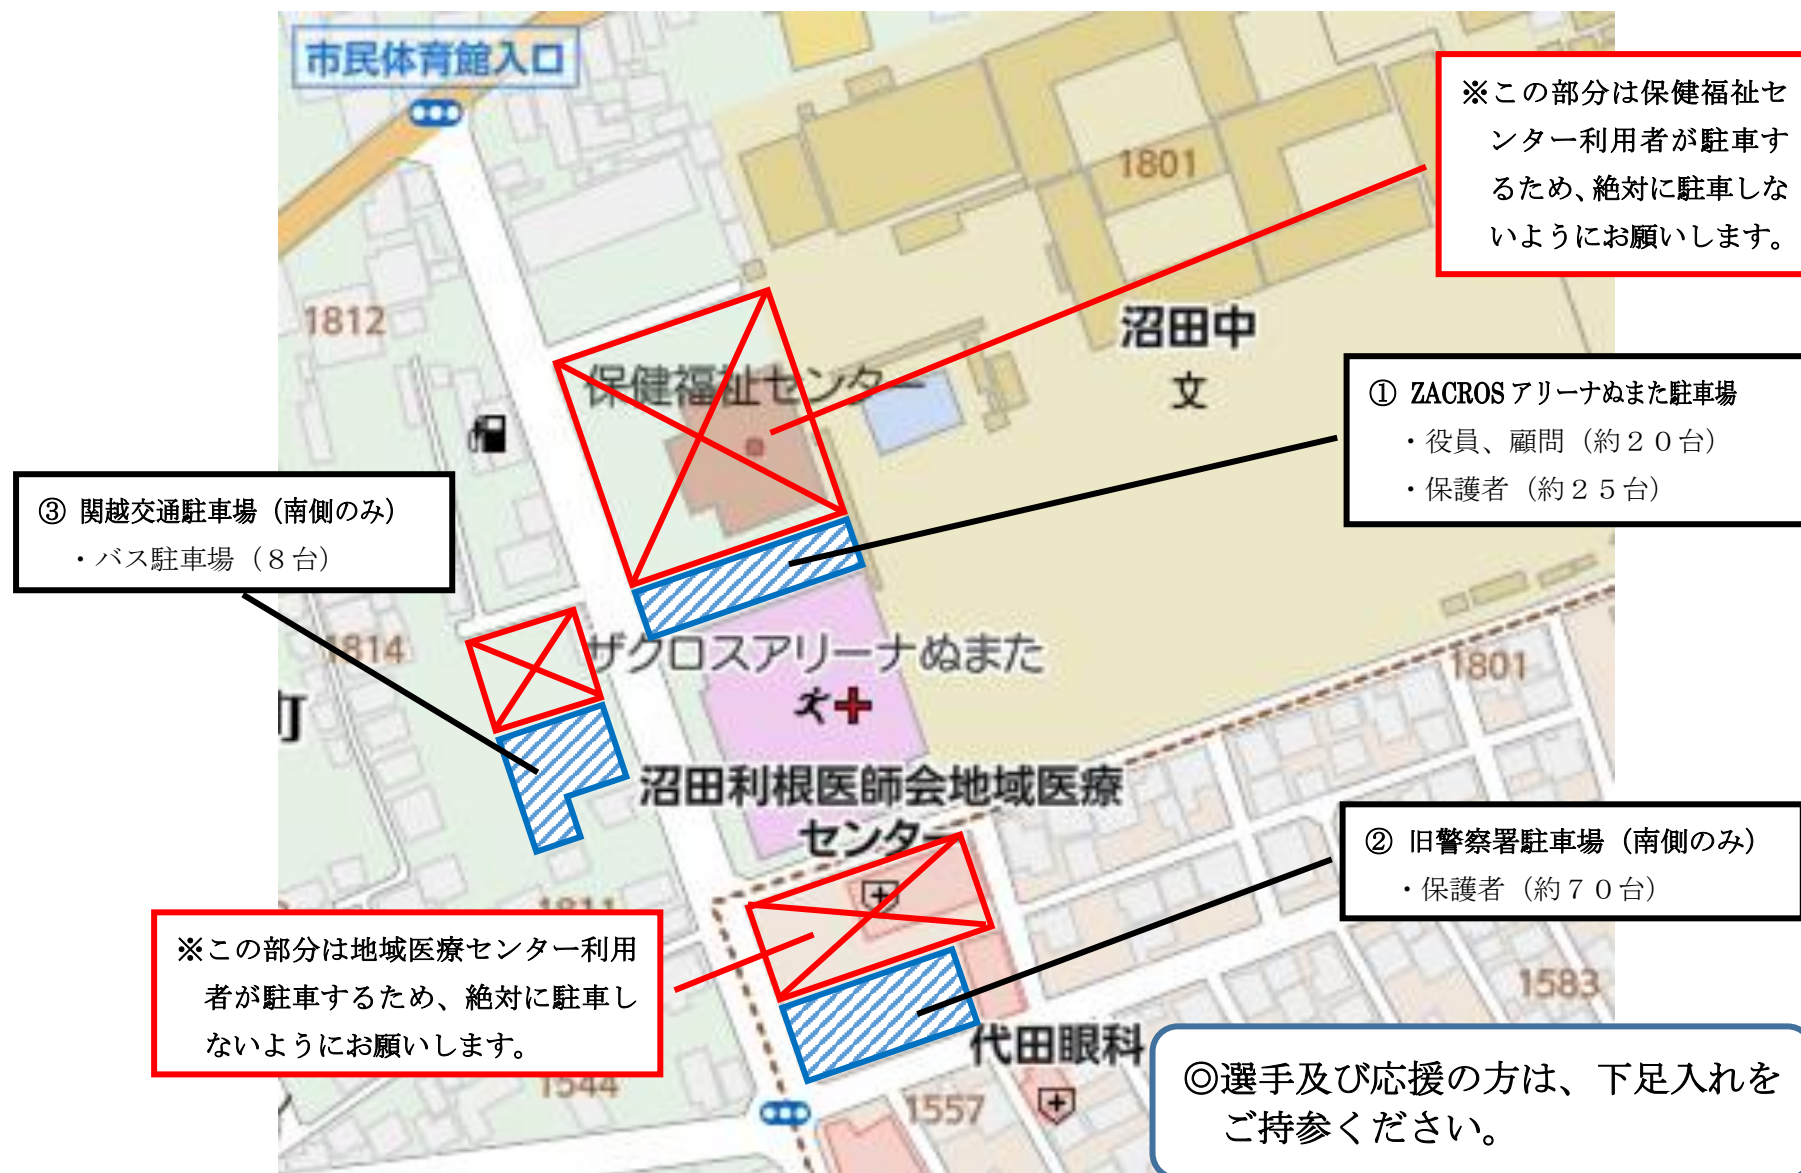 市民体育館入口
※この部分は保健福祉セ
ンター利用者が駐車す
るため、絶対に駐車しな
いようにお願いします。
1801
1812
沼田中
文
保健福祉センター
① ZACROSアリーナぬまた駐車場
・役員、顧問（約２０台）
・保護者（約２５台）
③ 関越交通駐車場（南側のみ）
・バス駐車場（８台）
1814
ザクロスアリーナぬまた
1801
町
沼田利根医師会地域医療
センター
② 旧警察署駐車場（南側のみ）
・保護者（約７０台）
1811
※この部分は地域医療センター利用
者が駐車するため、絶対に駐車し
ないようにお願いします。
1583
代田眼科
1544
1557
◎選手及び応援の方は、下足入れを
ご持参ください。